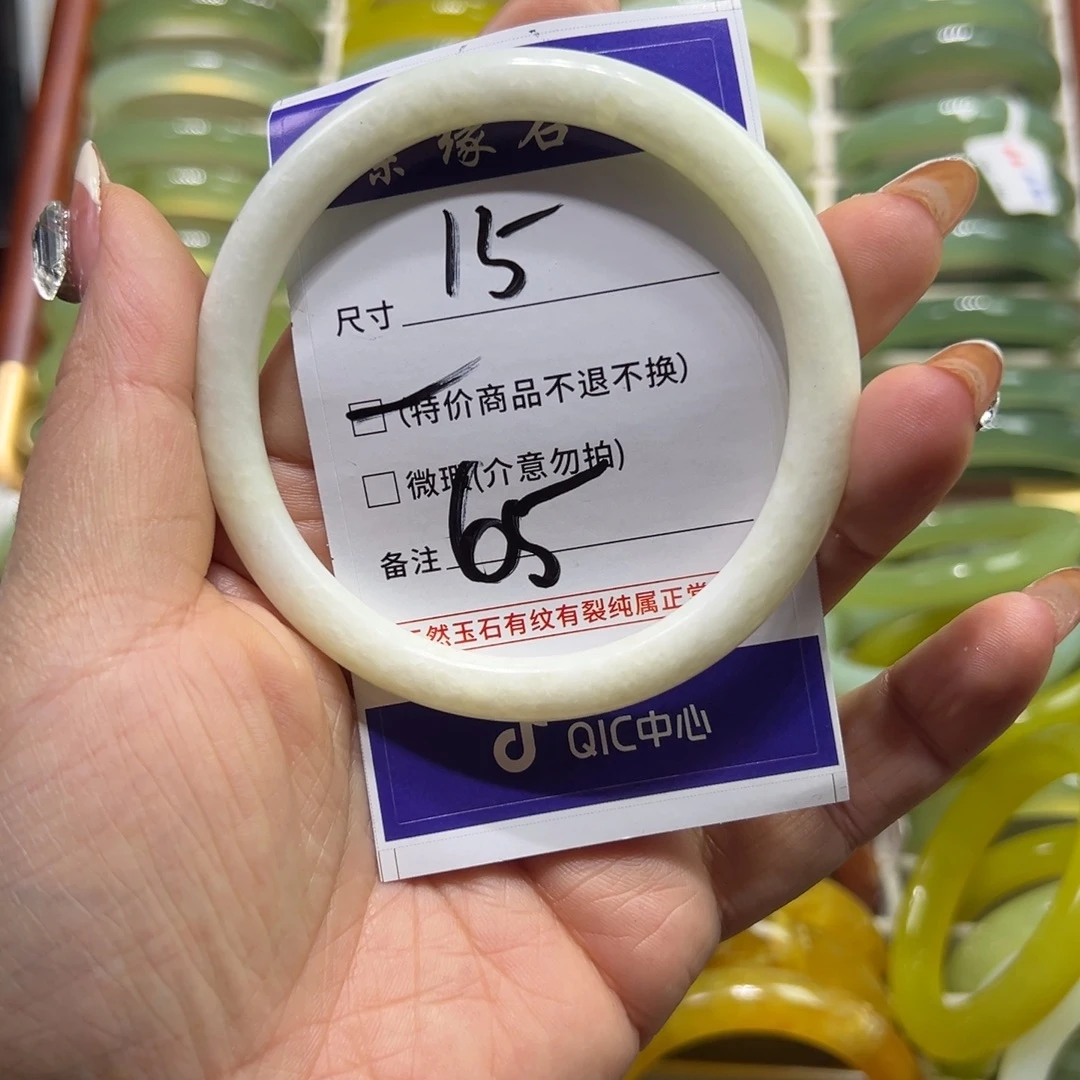 缘石
尺寸 15
(特价商品不退不换)
微瑕(介意勿拍)
备注 65
然玉石有纹有裂纯属正常
QIC中心